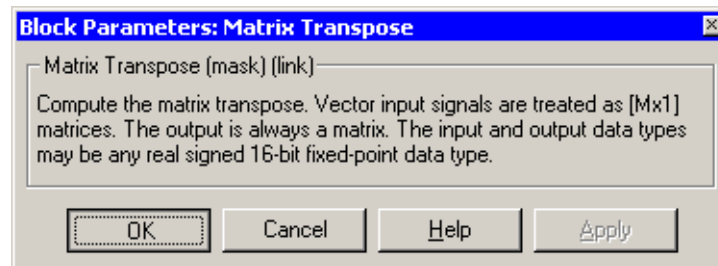 Block Parameters: Matrix Transpose
Matrix Transpose (mask) (link)
Compute the matrix transpose. Vector input signals are treated as [Mx1]
matrices. The output is always a matrix. The input and output data types
may be any real signed 16-bit fixed-point data type.
OK Cancel Help Apply